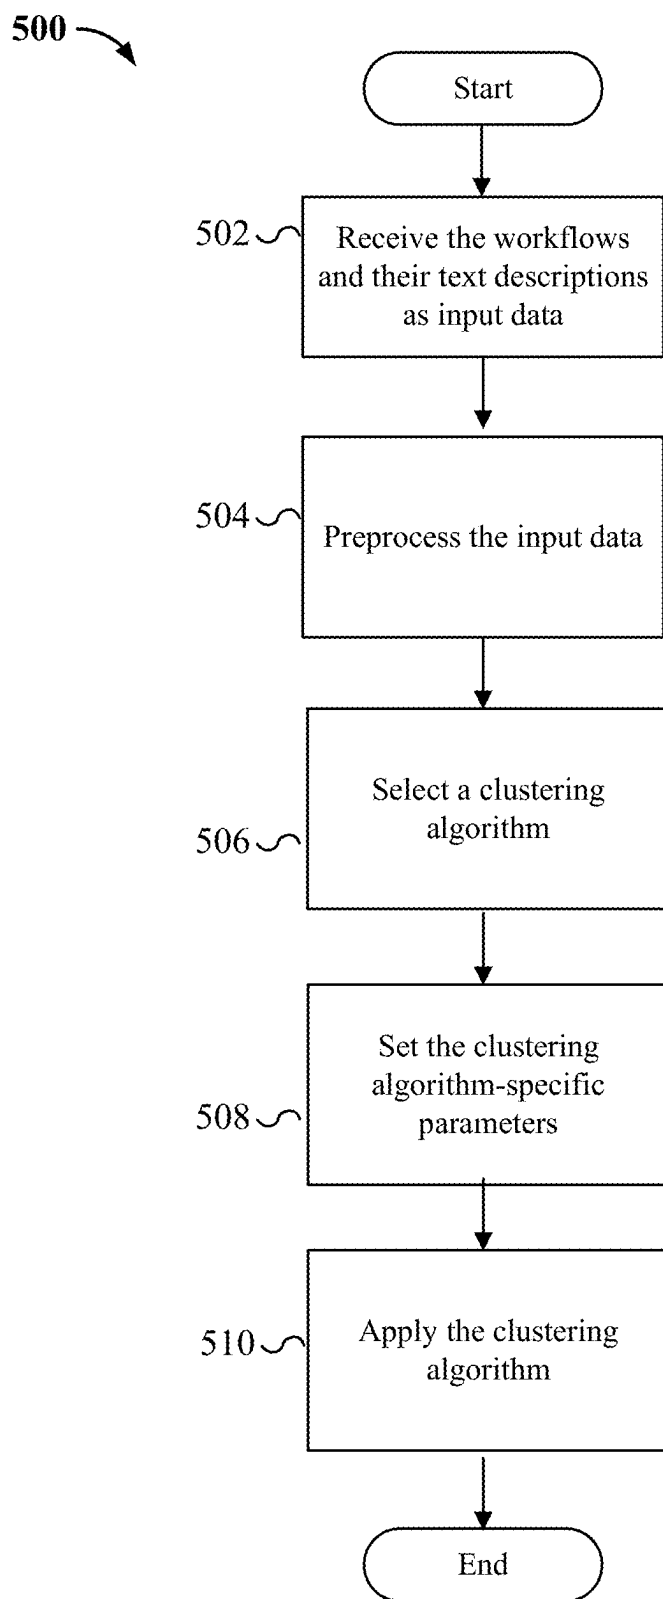 500
Start
502
Receive the workflows
and their text descriptions
as input data
504
Preprocess the input data
506
Select a clustering
algorithm
508
Set the clustering
algorithm-specific
parameters
510
Apply the clustering
algorithm
End